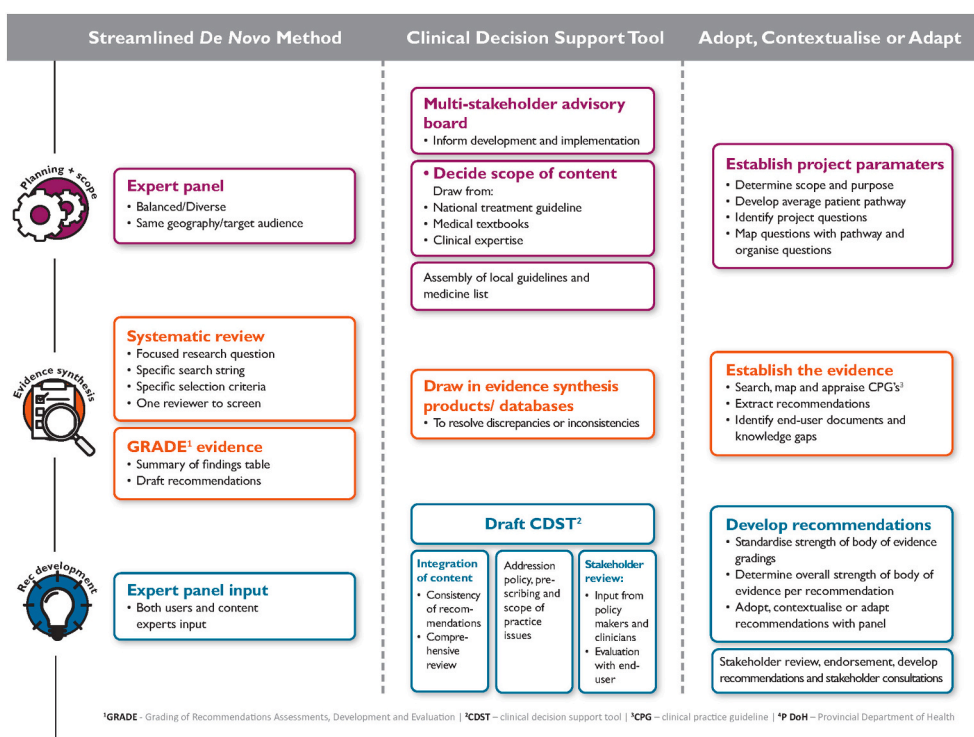 Streamlined De Novo Method
Clinical Decision Support Tool
Adopt, Contextualise or Adapt
Planning + scope
Expert panel
• Balanced/Diverse
• Same geography/target audience
Multi-stakeholder advisory
board
• Inform development and implementation
• Decide scope of content
Draw from:
• National treatment guideline
• Medical textbooks
• Clinical expertise
Assembly of local guidelines and
medicine list
Establish project paramaters
• Determine scope and purpose
• Develop average patient pathway
• Identify project questions
• Map questions with pathway and
organise questions
Evidence synthesis
Systematic review
• Focused research question
• Specific search string
• Specific selection criteria
• One reviewer to screen
GRADE¹ evidence
• Summary of findings table
• Draft recommendations
Draw in evidence synthesis
products/ databases
• To resolve discrepancies or inconsistencies
Establish the evidence
• Search, map and appraise CPG's³
• Extract recommendations
• Identify end-user documents and
knowledge gaps
Rec development
Expert panel input
• Both users and content
experts input
Draft CDST²
Integration
of content
• Consistency
of recom-
mendations
• Compre-
hensive
review
Addression
policy, pre-
scribing and
scope of
practice
issues
Stakeholder
review:
• Input from
policy
makers and
clinicians
• Evaluation
with end-
user
Develop recommendations
• Standardise strength of body of evidence
gradings
• Determine overall strength of body of
evidence per recommendation
• Adopt, contextualise or adapt
recommendations with panel
Stakeholder review, endorsement, develop
recommendations and stakeholder consultations
¹GRADE - Grading of Recommendations Assessments, Development and Evaluation | ²CDST – clinical decision support tool | ³CPG – clinical practice guideline | ⁴P DoH – Provincial Department of Health